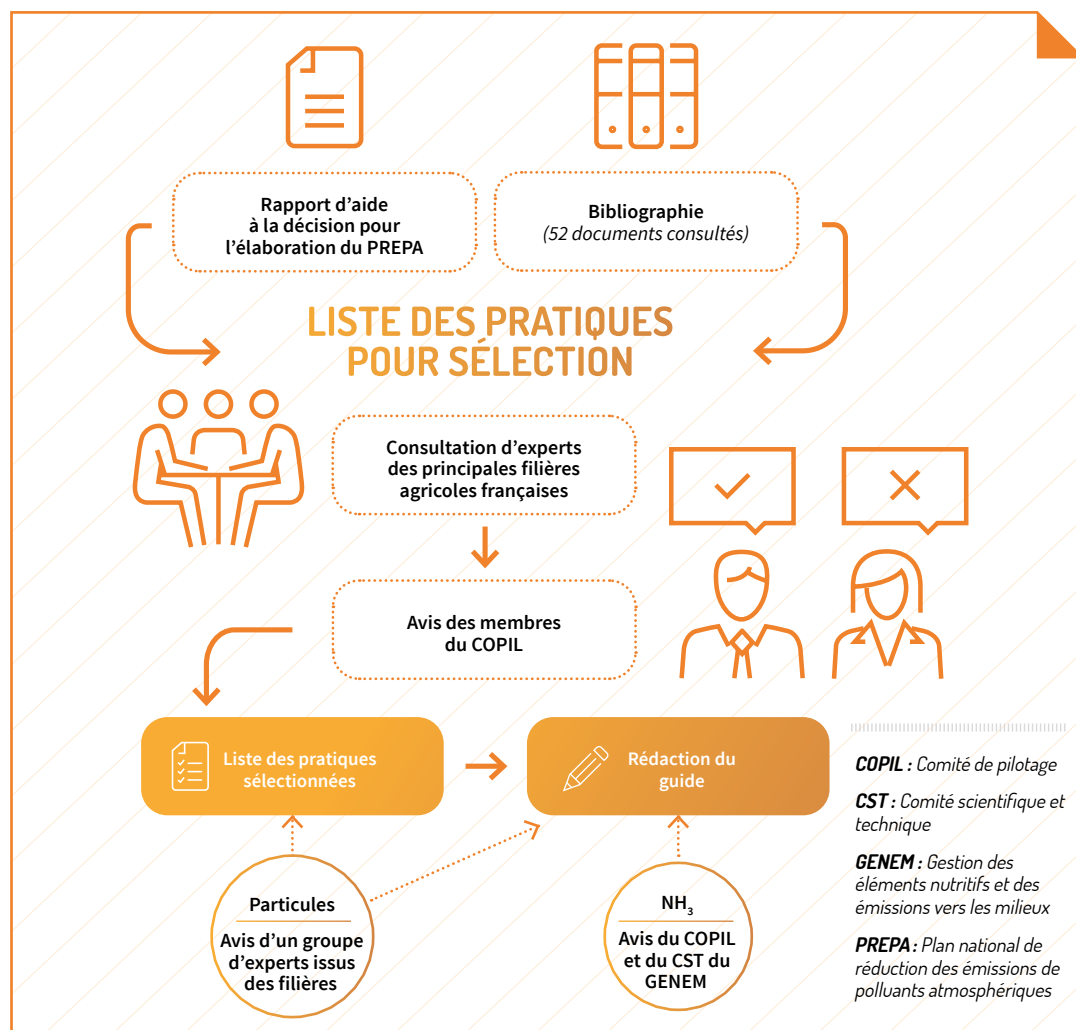 Rapport d’aide
à la décision pour
l’élaboration du PREPA
Bibliographie
(52 documents consultés)
LISTE DES PRATIQUES
POUR SÉLECTION
Consultation d’experts
des principales filières
agricoles françaises
Avis des membres
du COPIL
Liste des pratiques
sélectionnées
Rédaction du
guide
Particules
Avis d’un groupe
d’experts issus
des filières
NH₃
Avis du COPIL
et du CST du
GENEM
COPIL : Comité de pilotage
CST : Comité scientifique et
technique
GENEM : Gestion des
éléments nutritifs et des
émissions vers les milieux
PREPA : Plan national de
réduction des émissions de
polluants atmosphériques